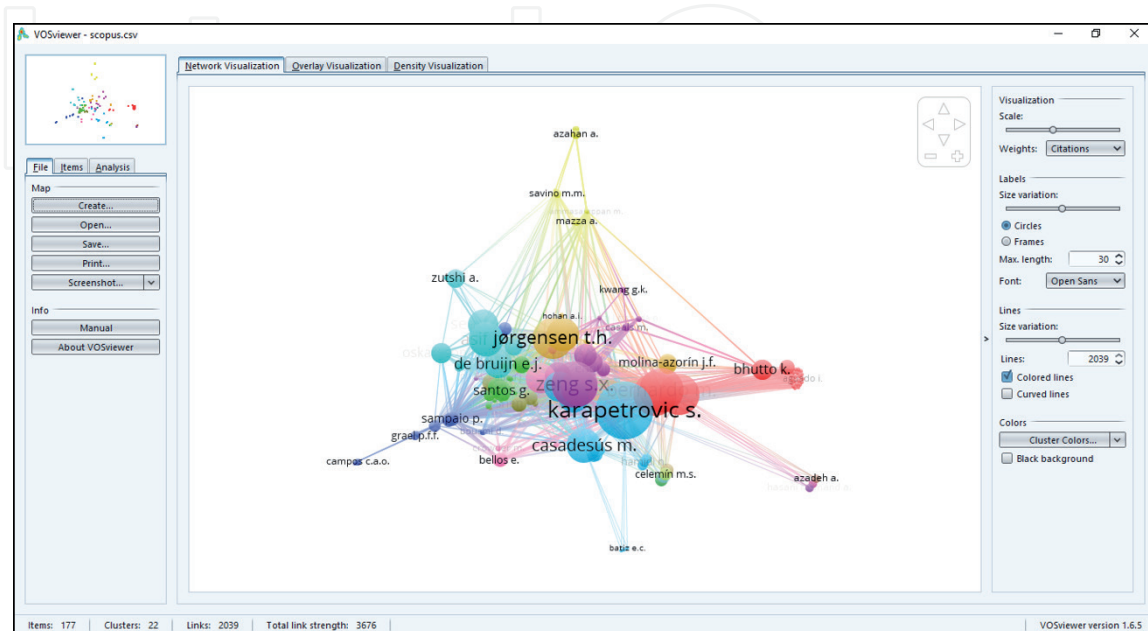 VOSviewer - scopus.csv
Network Visualization
Overlay Visualization
Density Visualization
File
Items
Analysis
Map
Create...
Open...
Save...
Print...
Screenshot...
Info
Manual
About VOSviewer
azahan a.
savino m.m.
mazza a.
zutshi a.
kwang g.k.
hohan a.i.
casals m.
jørgensen t.h.
asif
de bruijn e.j.
molina-azorín j.f.
bhutto k.
santos g.
zeng s.x.
karapetrovic s.
sampaio p.
grael p.f.f.
casadesús m.
campos c.a.o.
bellos e.
celemín m.s.
azadeh a.
batiz e.c.
Visualization
Scale:
Weights: Citations
Labels
Size variation:
Circles
Frames
Max. length: 30
Font: Open Sans
Lines
Size variation:
Lines: 2039
Colored lines
Curved lines
Colors
Cluster Colors...
Black background
>
Items: 177
Clusters: 22
Links: 2039
Total link strength: 3676
VOSviewer version 1.6.5